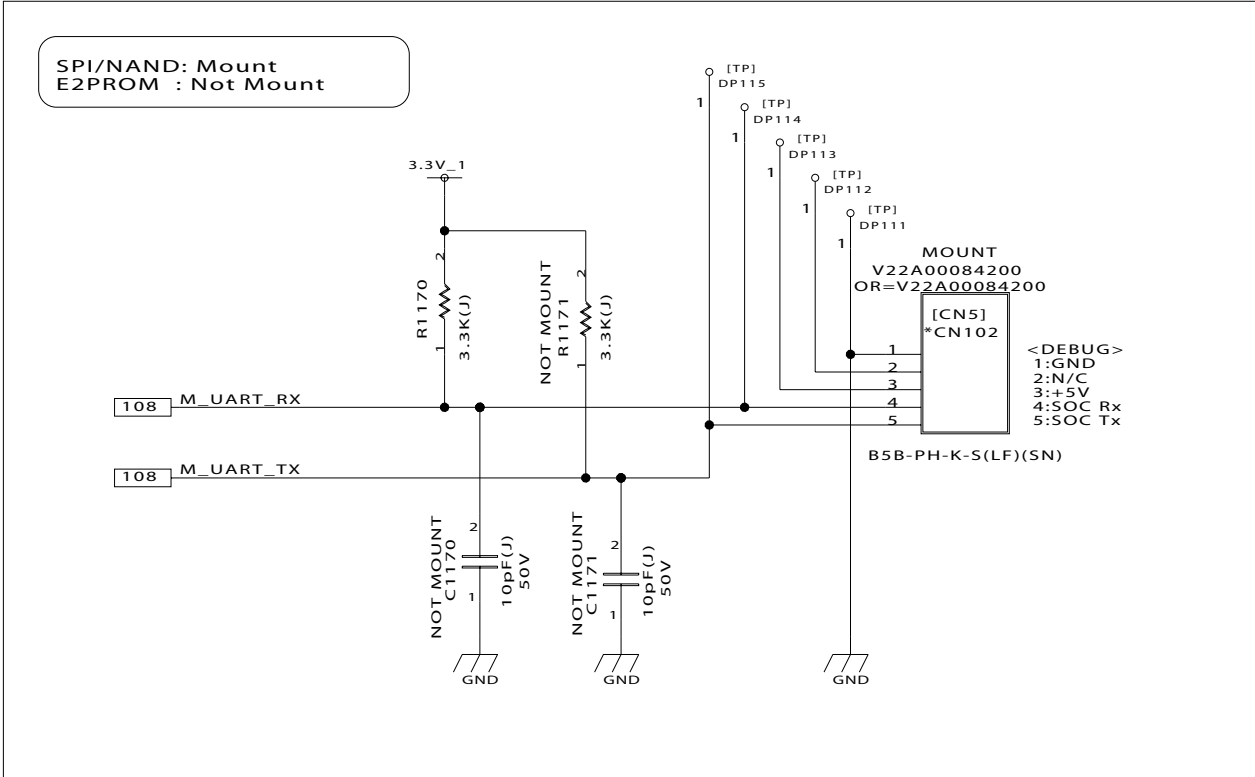 SPI/NAND: Mount
E2PROM : Not Mount
[TP]
DP115
1
[TP]
DP114
1
[TP]
DP113
1
[TP]
DP112
1
[TP]
DP111
1
3.3V_1
2
R1170
3.3K(J)
1
NOT MOUNT
R1171
2
3.3K(J)
1
MOUNT
V22A00084200
OR=V22A00084200
[CN5]
*CN102
1
2
3
4
5
<DEBUG>
1:GND
2:N/C
3:+5V
4:SOC Rx
5:SOC Tx
B5B-PH-K-S(LF)(SN)
108
M_UART_RX
108
M_UART_TX
NOT MOUNT
C1170
2
1
10pF(J)
50V
NOT MOUNT
C1171
2
1
10pF(J)
50V
GND
GND
GND